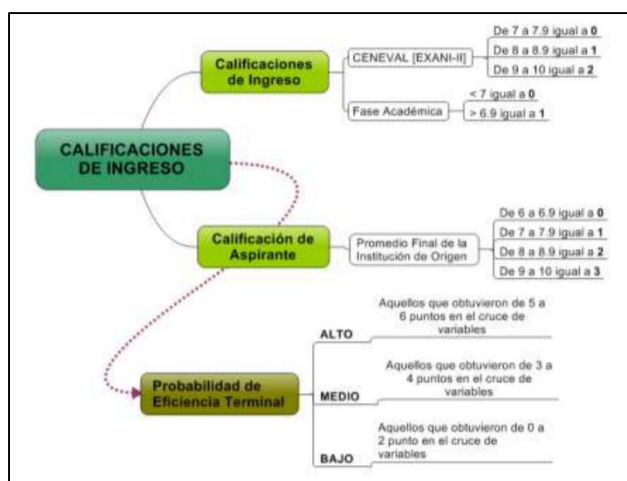 CALIFICACIONES
DE INGRESO
Calificaciones
de Ingreso
CENEVAL [EXANI-II]
De 7 a 7.9 igual a 0
De 8 a 8.9 igual a 1
De 9 a 10 igual a 2
Fase Académica
< 7 igual a 0
> 6.9 igual a 1
Calificación de
Aspirante
Promedio Final de la
Institución de Origen
De 6 a 6.9 igual a 0
De 7 a 7.9 igual a 1
De 8 a 8.9 igual a 2
De 9 a 10 igual a 3
Probabilidad de
Eficiencia Terminal
ALTO
Aquellos que obtuvieron de 5 a
6 puntos en el cruce de
variables
MEDIO
Aquellos que obtuvieron de 3 a
4 puntos en el cruce de
variables
BAJO
Aquellos que obtuvieron de 0 a
2 punto en el cruce de
variables